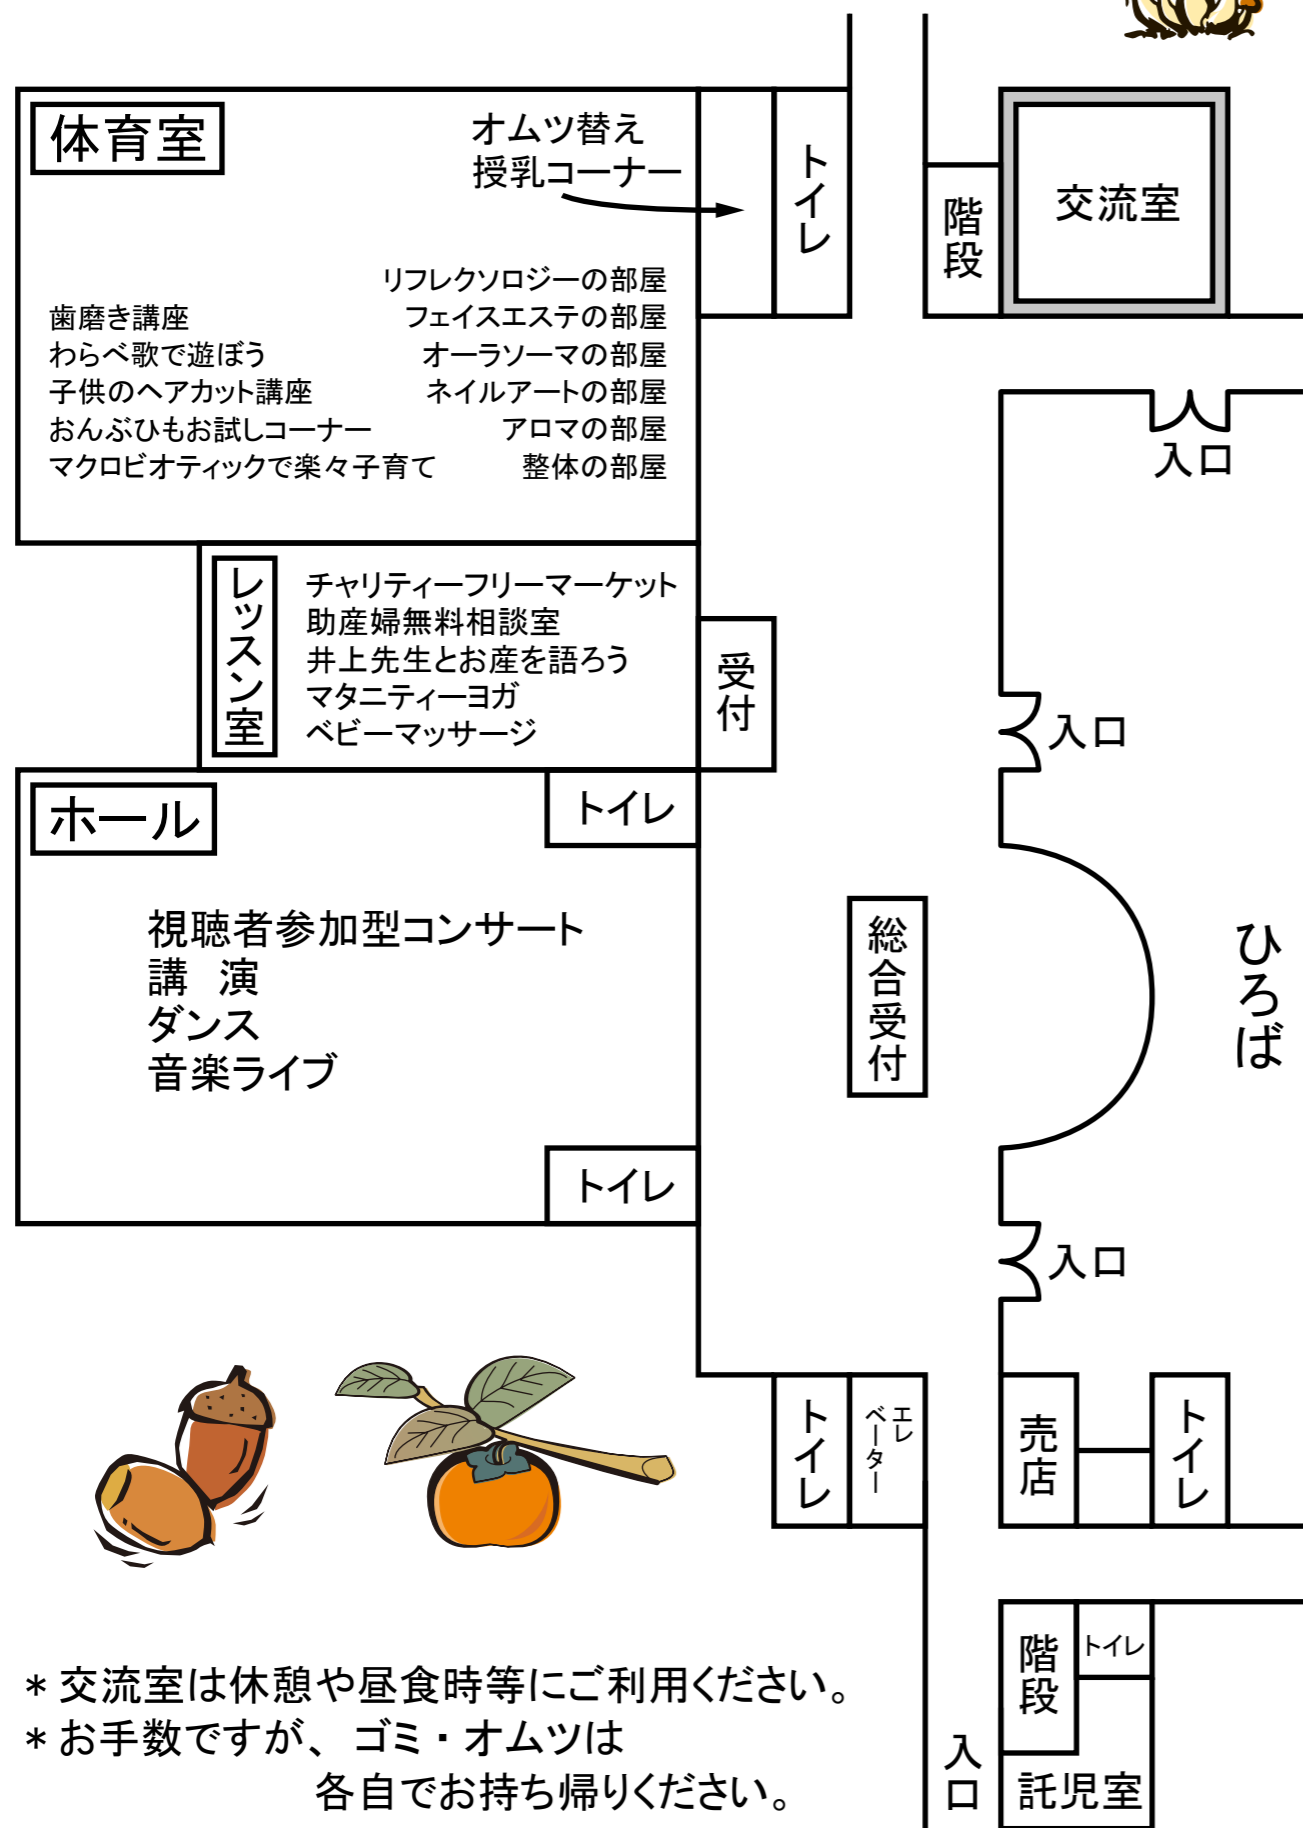 体育室
オムツ替え
授乳コーナー
トイレ
階段
交流室
リフレクソロジーの部屋
フェイスエステの部屋
オーラソーマの部屋
ネイルアートの部屋
アロマの部屋
整体の部屋
歯磨き講座
わらべ歌で遊ぼう
子供のヘアカット講座
おんぶひもお試しコーナー
マクロビオティックで楽々子育て
入口
レッスン室
チャリティーフリーマーケット
助産婦無料相談室
井上先生とお産を語ろう
マタニティーヨガ
ベビーマッサージ
受付
入口
ホール
トイレ
視聴者参加型コンサート
講 演
ダンス
音楽ライブ
総合受付
ひろば
トイレ
入口
トイレ
エレベーター
売店
トイレ
階段
トイレ
託児室
入口
＊交流室は休憩や昼食時等にご利用ください。
＊お手数ですが、ゴミ・オムツは
各自でお持ち帰りください。